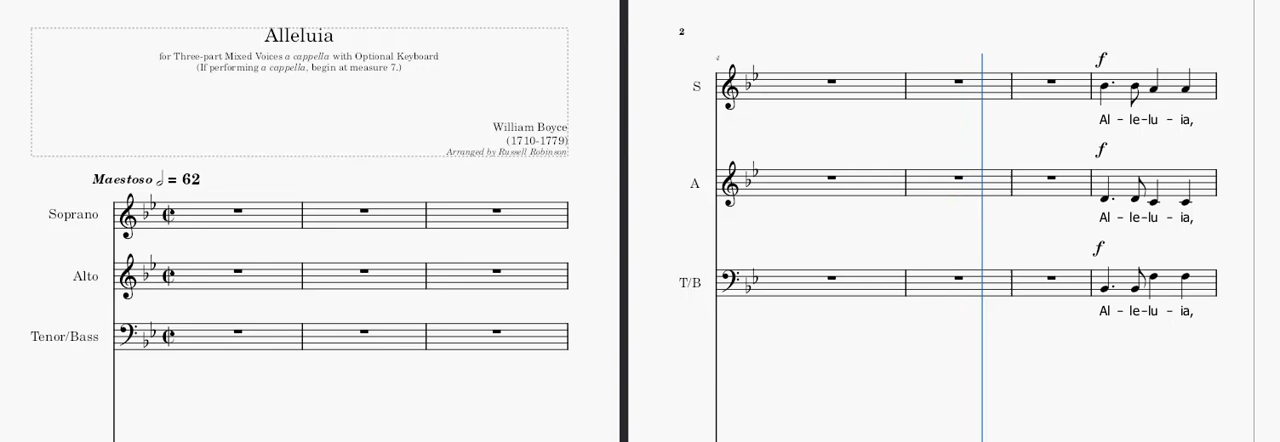 Alleluia
for Three-part Mixed Voices a cappella with Optional Keyboard
(If performing a cappella, begin at measure 7.)
William Boyce
(1710-1779)
Arranged by Russell Robinson
Maestoso 𝅗𝅥 = 62
Soprano
Alto
Tenor/Bass
2
4
f
S
Al - le-lu - ia,
f
A
Al - le-lu - ia,
f
T/B
Al - le-lu - ia,